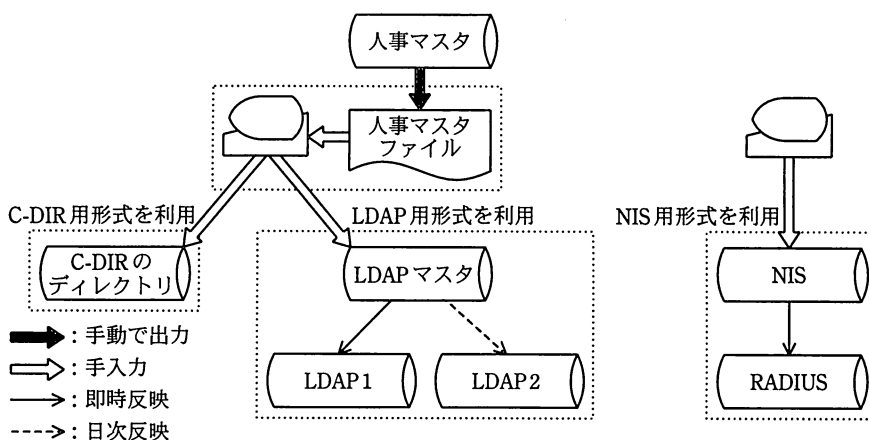 人事マスタ
人事マスタ
ファイル
C-DIR用形式を利用
LDAP用形式を利用
NIS用形式を利用
C-DIRの
ディレクトリ
LDAPマスタ
NIS
LDAP1
LDAP2
RADIUS
:手動で出力
:手入力
:即時反映
:日次反映